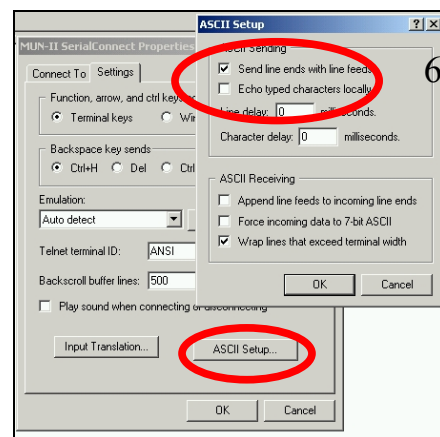 MUN-II SerialConnect Properties
Connect To
Settings
Function, arrow, and ctrl keys
Terminal keys
Backspace key sends
Ctrl+H
Del
Emulation:
Auto detect
Telnet terminal ID:
ANSI
Backscroll buffer lines:
500
Play sound when connecting or disconnecting
Input Translation...
ASCII Setup...
OK
Cancel
ASCII Setup
ASCII Sending
Send line ends with line feeds
Echo typed characters locally
Line delay:
0
milliseconds.
Character delay:
0
milliseconds.
ASCII Receiving
Append line feeds to incoming line ends
Force incoming data to 7-bit ASCII
Wrap lines that exceed terminal width
OK
Cancel
6